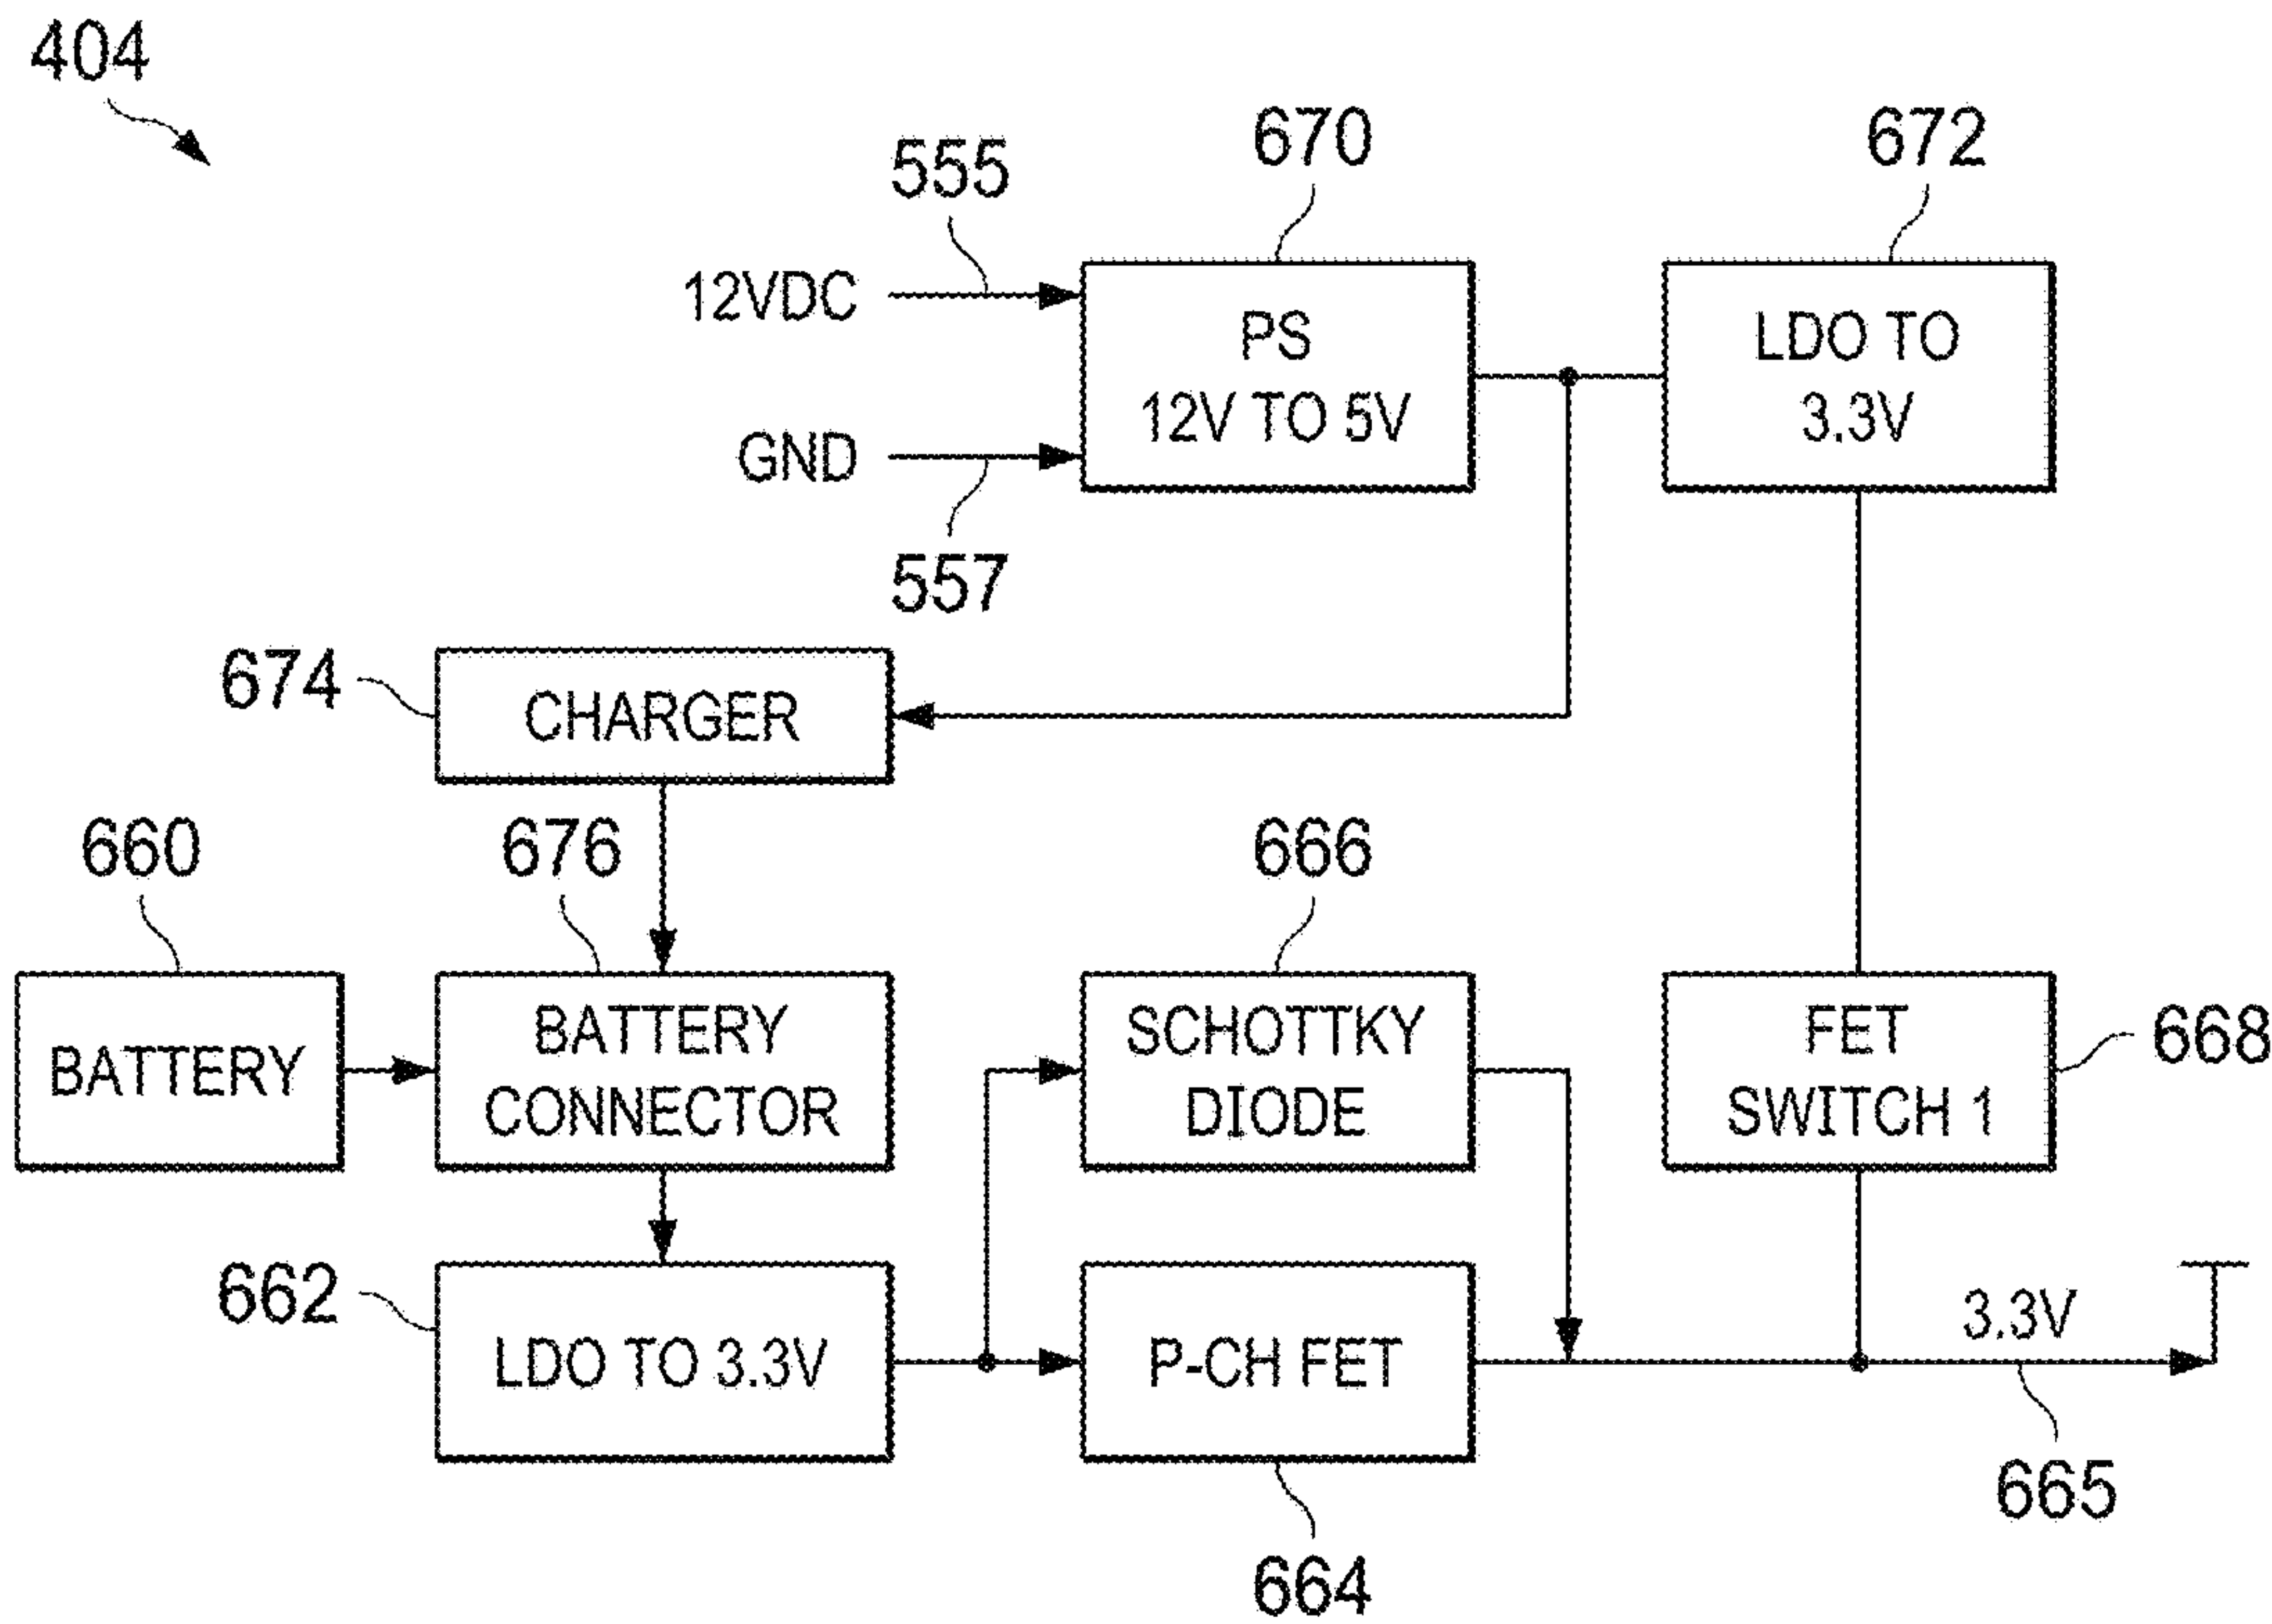 404
555
670
672
12VDC
PS
12V TO 5V
LDO TO
3.3V
GND
557
674
CHARGER
660
676
666
BATTERY
BATTERY
CONNECTOR
SCHOTTKY
DIODE
FET
SWITCH 1
668
662
LDO TO 3.3V
P-CH FET
3.3V
665
664